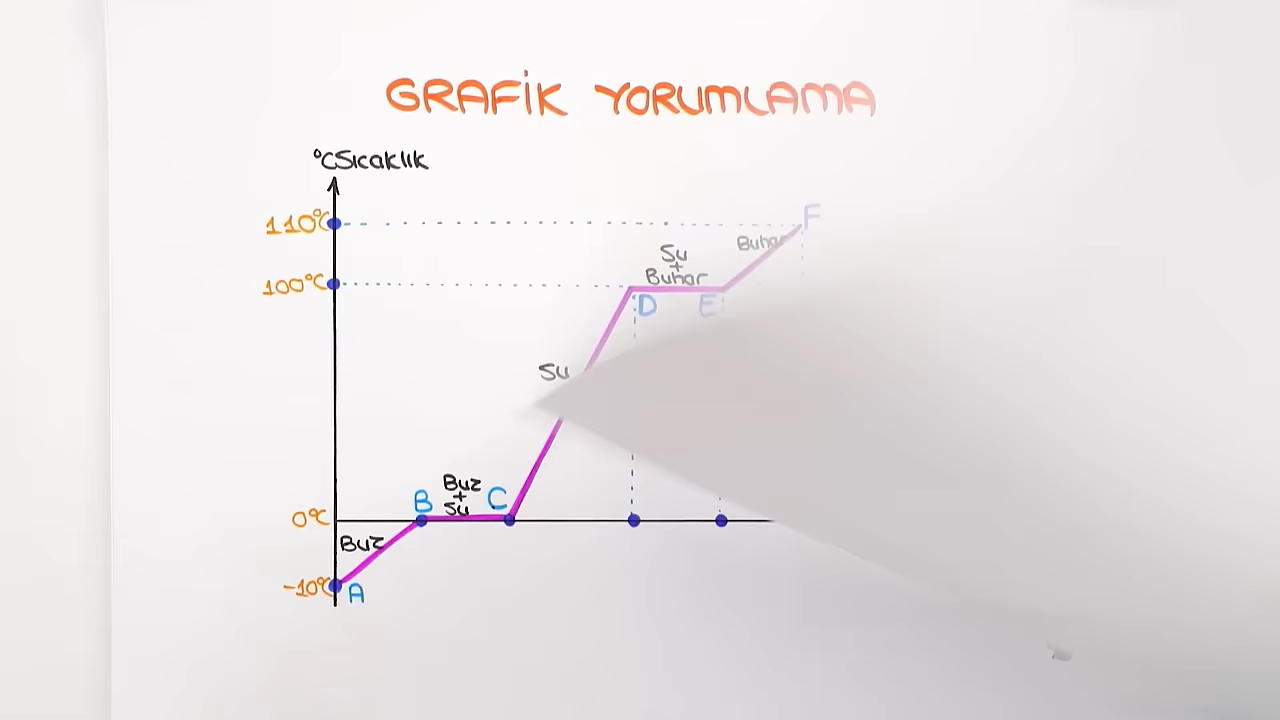 GRAFİK YORUMLAMA
°C Sıcaklık
110°C
F
Buhar
Su
+
Buhar
100°C
D
E
Su
Buz
+
Su
B
C
0°C
Buz
-10°C
A